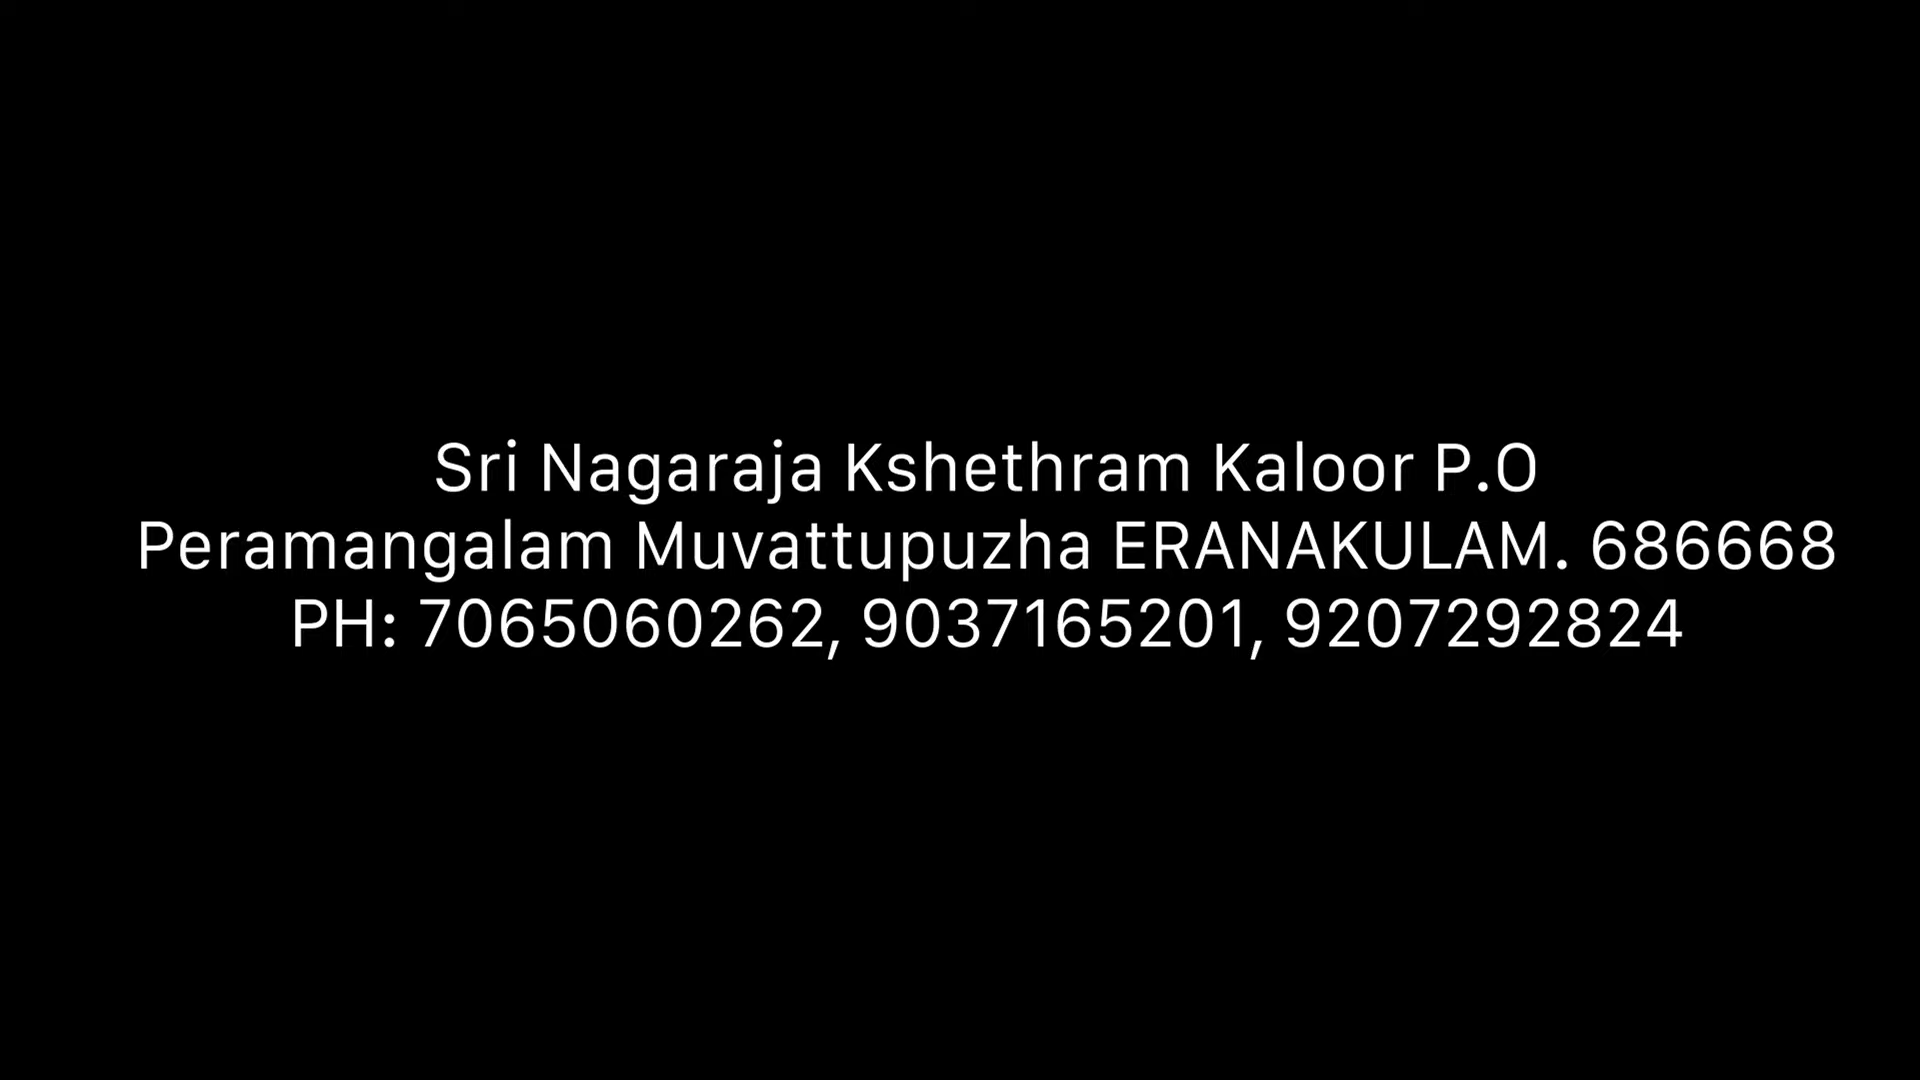 Sri Nagaraja Kshethram Kaloor P.O
Peramangalam Muvattupuzha ERANAKULAM. 686668
PH: 7065060262, 9037165201, 9207292824